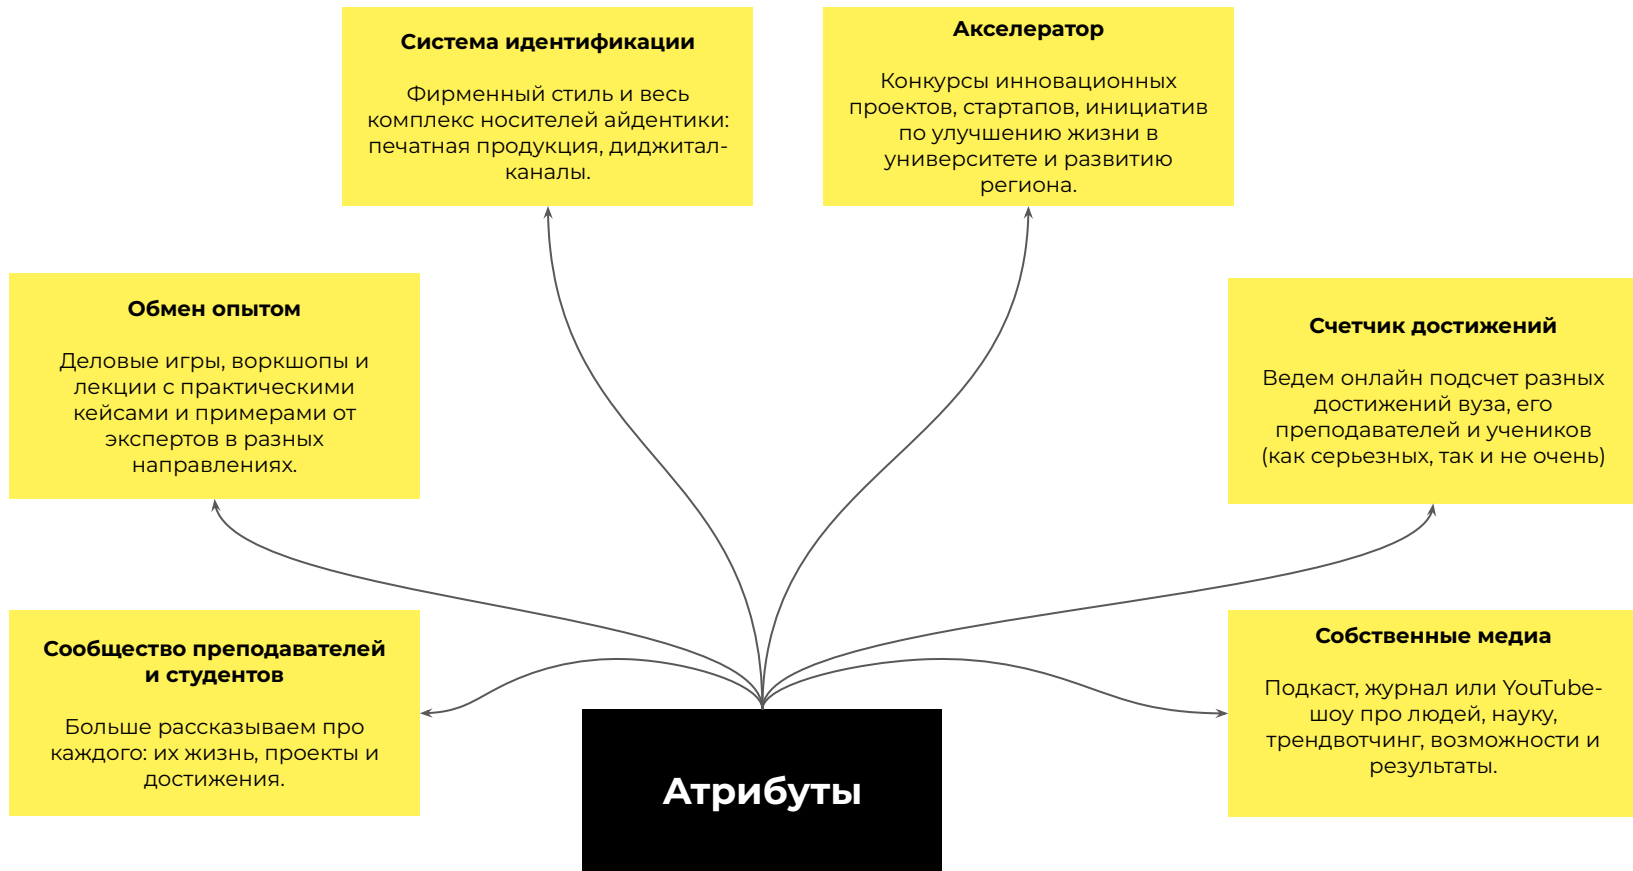 Система идентификации
Фирменный стиль и весь
комплекс носителей айдентики:
печатная продукция, диджитал-
каналы.
Акселератор
Конкурсы инновационных
проектов, стартапов, инициатив
по улучшению жизни в
университете и развитию
региона.
Обмен опытом
Деловые игры, воркшопы и
лекции с практическими
кейсами и примерами от
экспертов в разных
направлениях.
Счетчик достижений
Ведем онлайн подсчет разных
достижений вуза, его
преподавателей и учеников
(как серьезных, так и не очень)
Сообщество преподавателей
и студентов
Больше рассказываем про
каждого: их жизнь, проекты и
достижения.
Собственные медиа
Подкаст, журнал или YouTube-
шоу про людей, науку,
трендвотчинг, возможности и
результаты.
Атрибуты